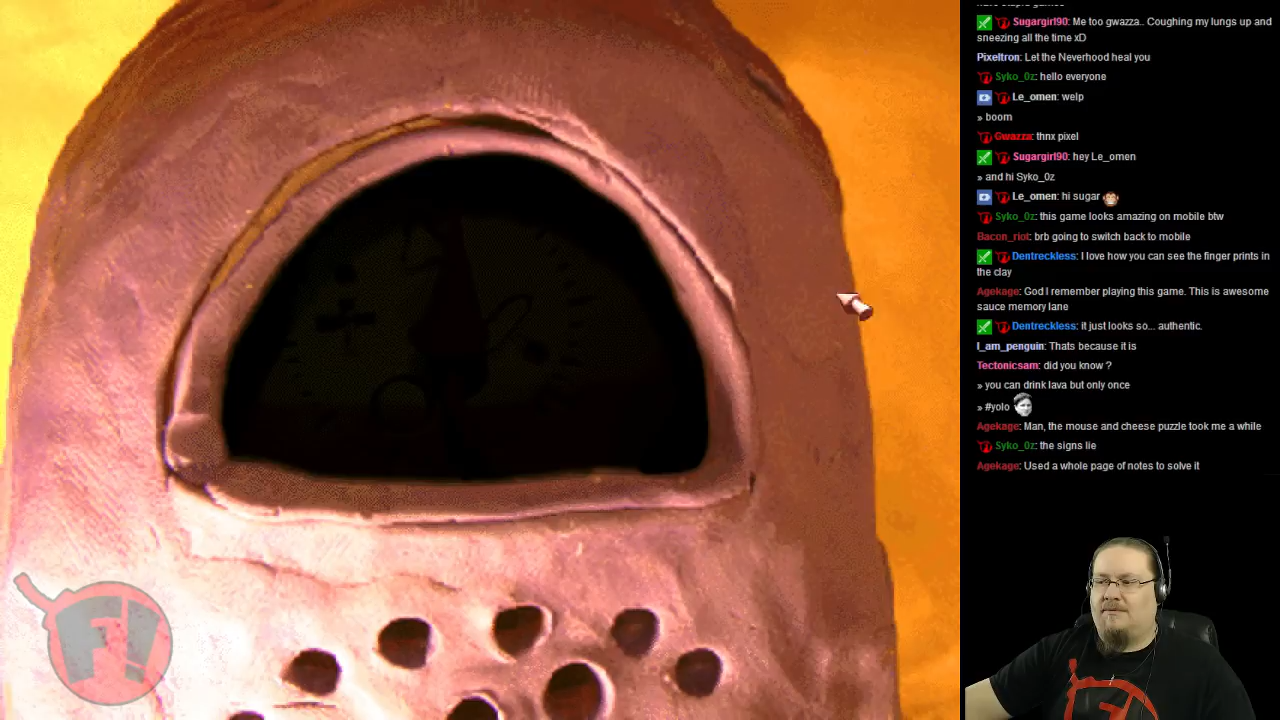 Sugargirl90: Me too gwazza.. Coughing my lungs up and
sneezing all the time xD
Pixeltron: Let the Neverhood heal you
Syko_0z: hello everyone
Le_omen: welp
» boom
Gwazza: thnx pixel
Sugargirl90: hey Le_omen
» and hi Syko_0z
Le_omen: hi sugar
Syko_0z: this game looks amazing on mobile btw
Bacon_riot: brb going to switch back to mobile
Dentreckless: I love how you can see the finger prints in
the clay
Agekage: God I remember playing this game. This is awesome
sauce memory lane
Dentreckless: it just looks so... authentic.
I_am_penguin: Thats because it is
Tectonicsam: did you know ?
» you can drink lava but only once
» #yolo
Agekage: Man, the mouse and cheese puzzle took me a while
Syko_0z: the signs lie
Agekage: Used a whole page of notes to solve it